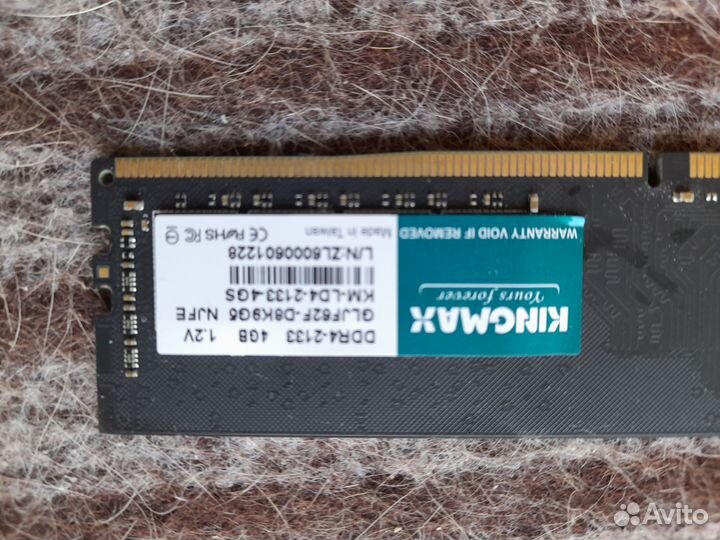 KINGMAX
Yours forever
WARRANTY VOID IF REMOVED
DDR4-2133 4GB 1.2V
GLJF62F-D8K9G5 NJFE
KM-LD4-2133-4GS
L/N:ZL60000601228
Made in Taiwan CE RoHS FC
Avito